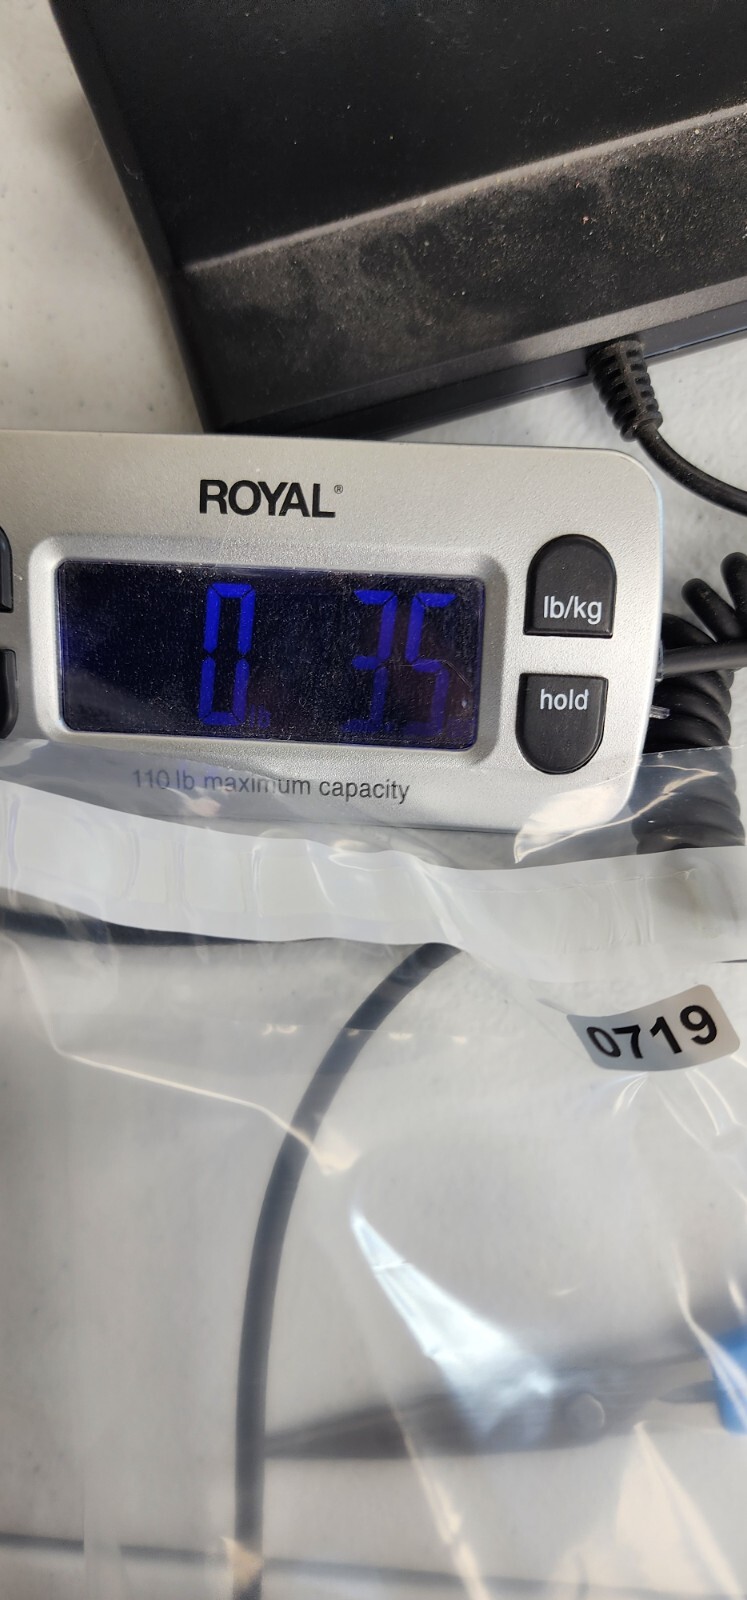 ROYAL®
lb/kg
0 35
hold
110 lb maximum capacity
0719